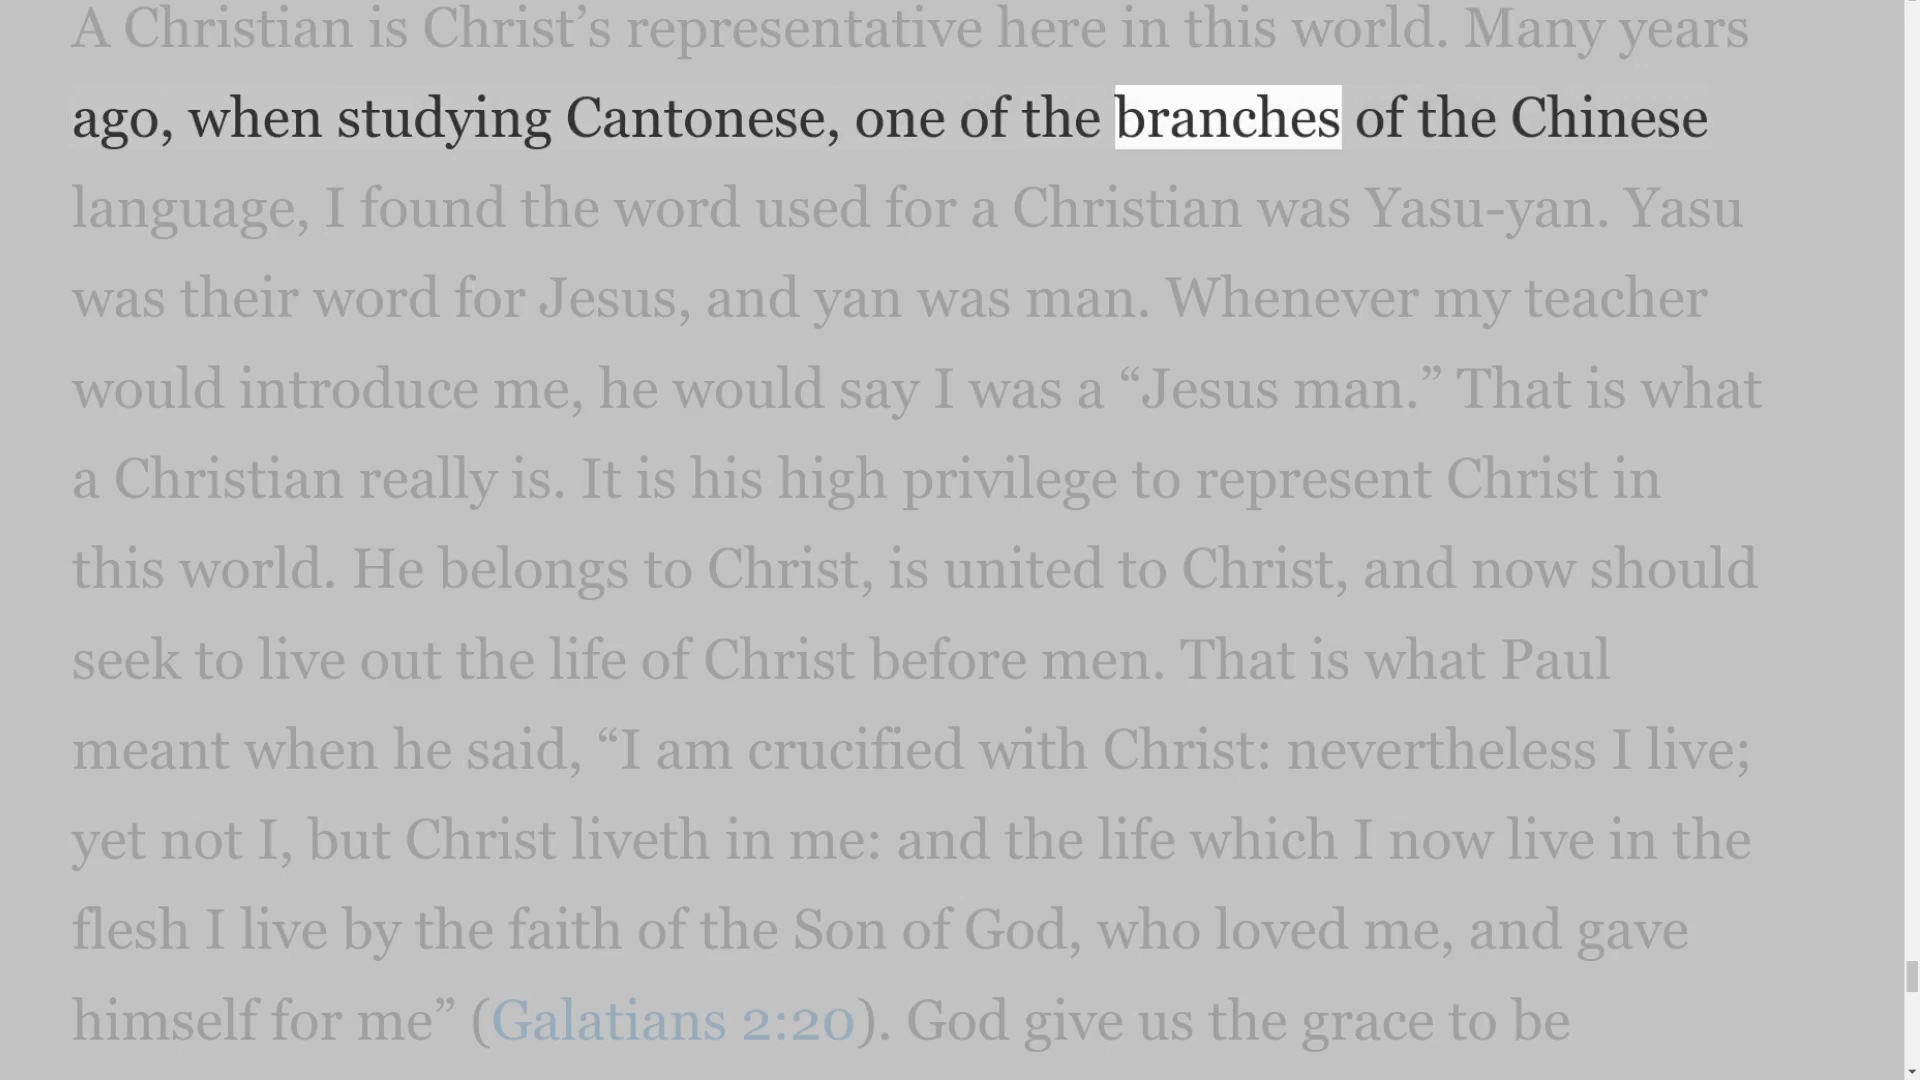 A Christian is Christ’s representative here in this world. Many years
ago, when studying Cantonese, one of the branches of the Chinese
language, I found the word used for a Christian was Yasu-yan. Yasu
was their word for Jesus, and yan was man. Whenever my teacher
would introduce me, he would say I was a “Jesus man.” That is what
a Christian really is. It is his high privilege to represent Christ in
this world. He belongs to Christ, is united to Christ, and now should
seek to live out the life of Christ before men. That is what Paul
meant when he said, “I am crucified with Christ: nevertheless I live;
yet not I, but Christ liveth in me: and the life which I now live in the
flesh I live by the faith of the Son of God, who loved me, and gave
himself for me” (Galatians 2:20). God give us the grace to be